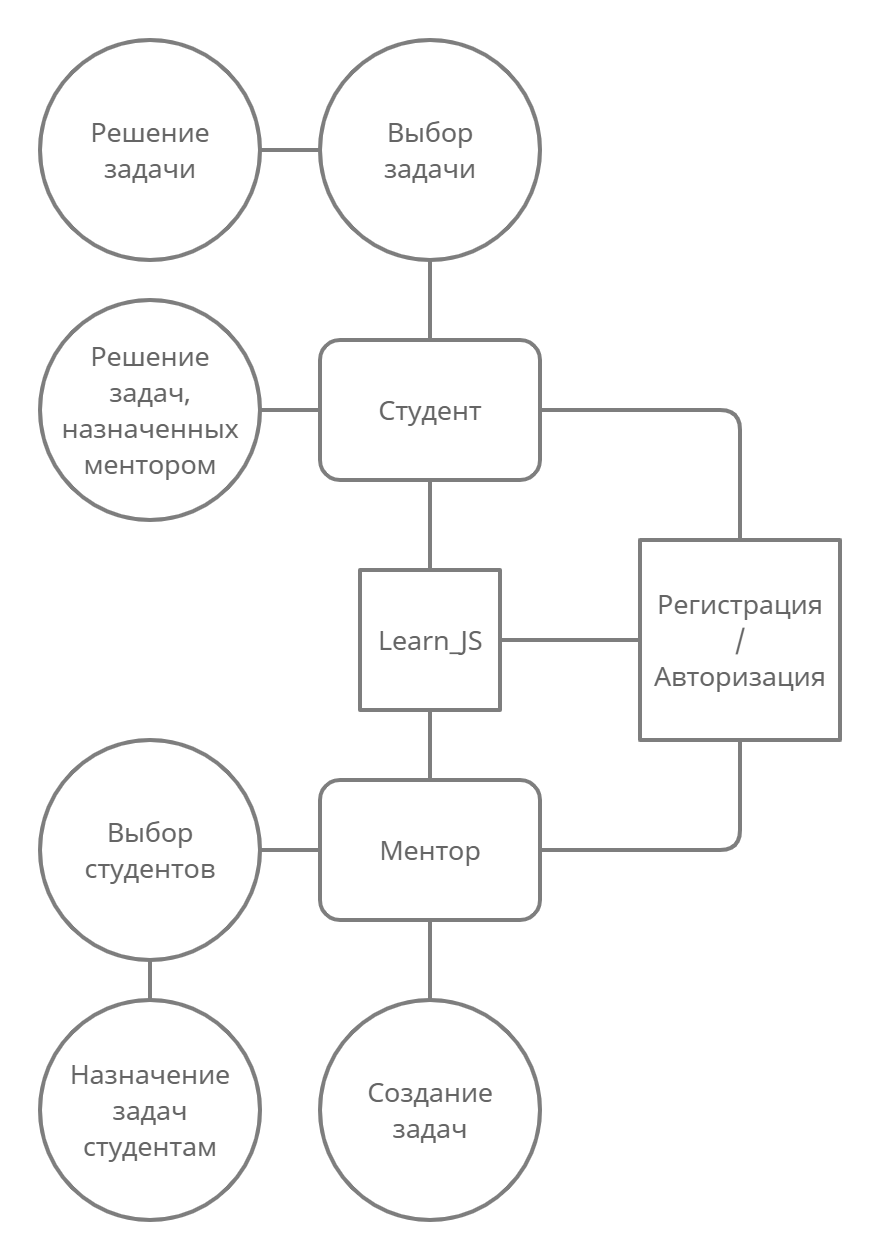 Решение
задачи
Выбор
задачи
Решение
задач,
назначенных
ментором
Студент
Learn_JS
Регистрация
/
Авторизация
Выбор
студентов
Ментор
Назначение
задач
студентам
Создание
задач